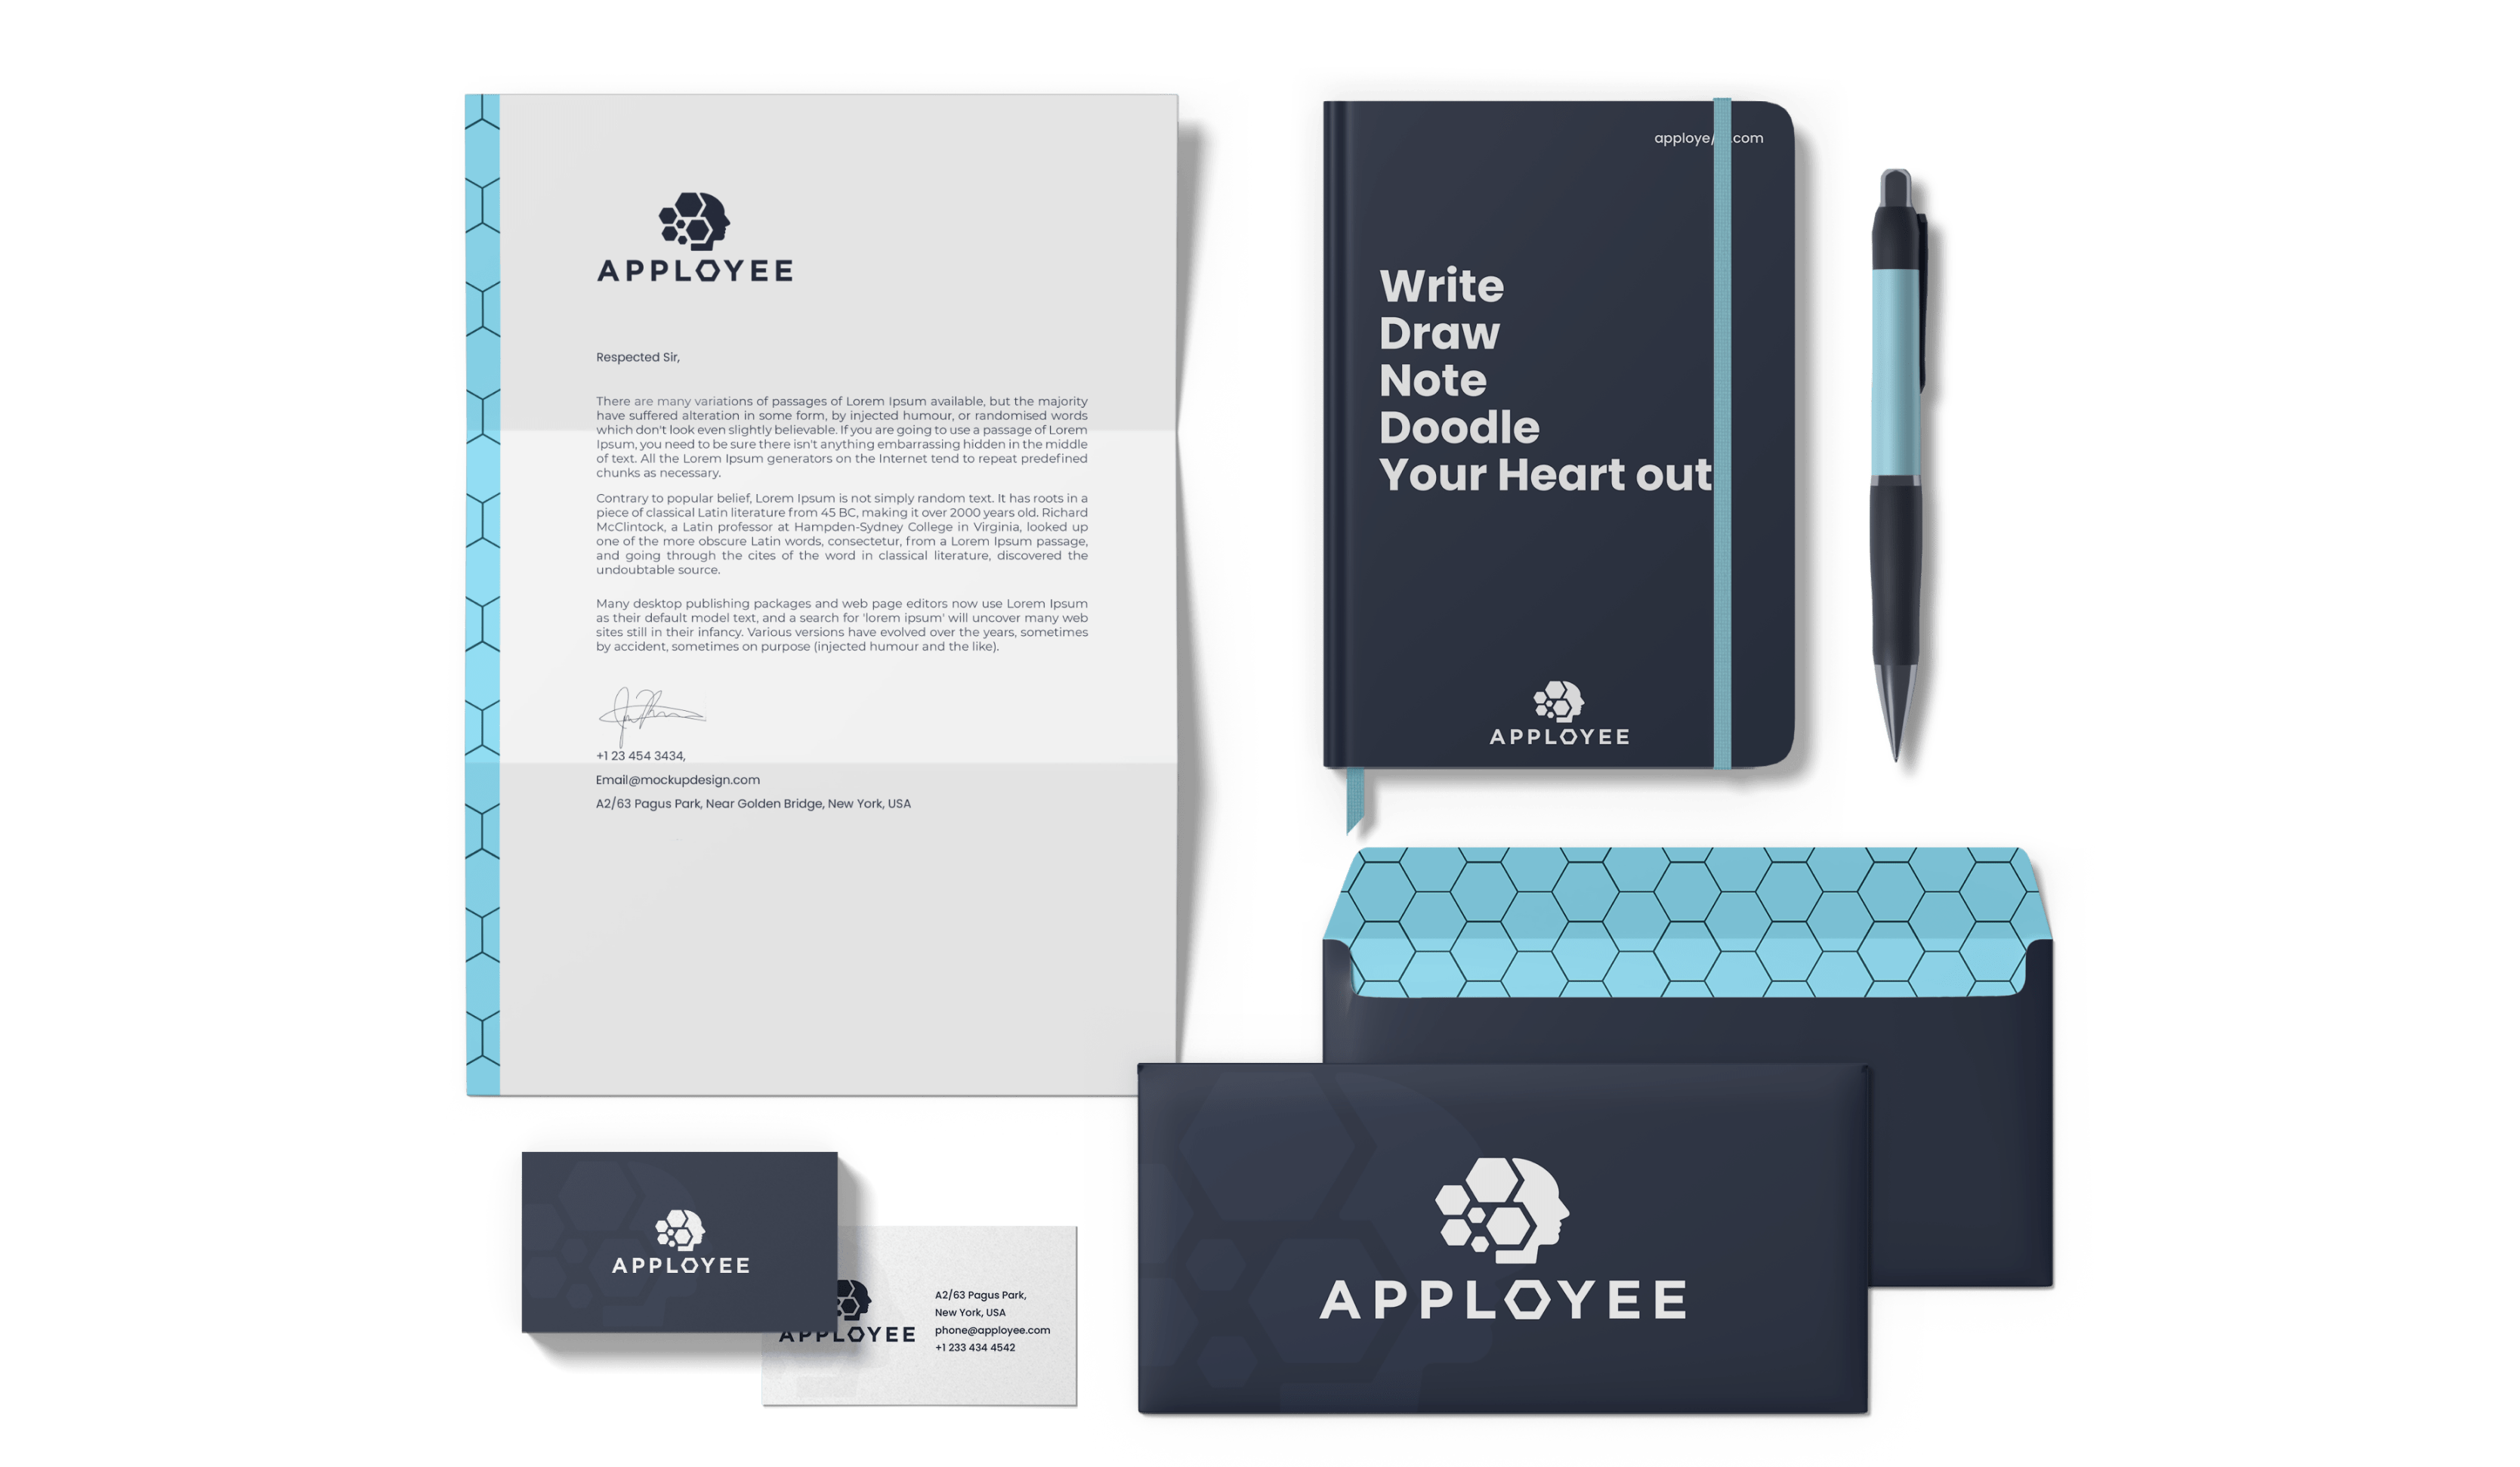 APPLOYEE
Respected Sir,
There are many variations of passages of Lorem Ipsum available, but the majority
have suffered alteration in some form, by injected humour, or randomised words
which don't look even slightly believable. If you are going to use a passage of Lorem
Ipsum, you need to be sure there isn't anything embarrassing hidden in the middle
of text. All the Lorem Ipsum generators on the Internet tend to repeat predefined
chunks as necessary.
Contrary to popular belief, Lorem Ipsum is not simply random text. It has roots in a
piece of classical Latin literature from 45 BC, making it over 2000 years old. Richard
McClintock, a Latin professor at Hampden-Sydney College in Virginia, looked up
one of the more obscure Latin words, consectetur, from a Lorem Ipsum passage,
and going through the cites of the word in classical literature, discovered the
undoubtable source.
Many desktop publishing packages and web page editors now use Lorem Ipsum
as their default model text, and a search for 'lorem ipsum' will uncover many web
sites still in their infancy. Various versions have evolved over the years, sometimes
by accident, sometimes on purpose (injected humour and the like).
+1 23 454 3434,
Email@mockupdesign.com
A2/63 Pagus Park, Near Golden Bridge, New York, USA
.com
Write
Draw
Note
Doodle
Your Heart out
APPLOYEE
APPLOYEE
APPLOYEE
A2/63 Pagus Park,
New York, USA
phone@apployee.com
+1 233 434 4542
APPLOYEE